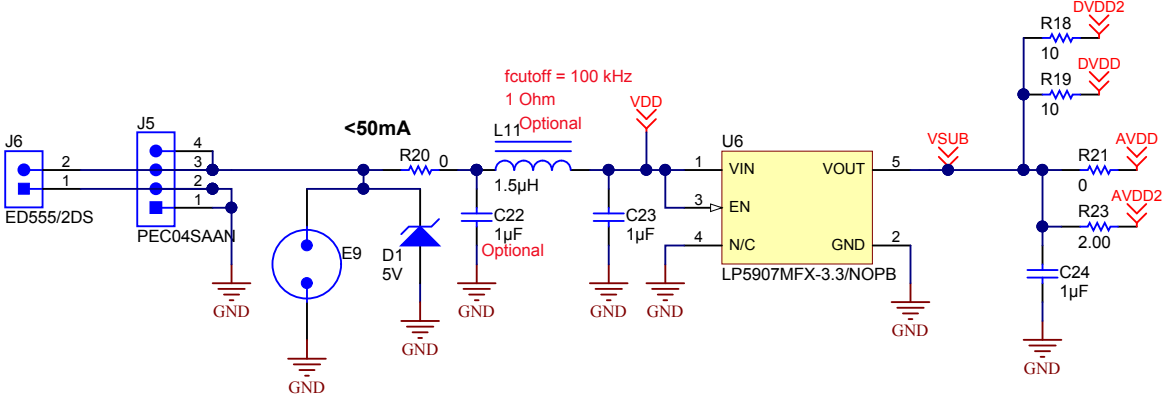 DVDD2
R18
10
DVDD
R19
10
fcutoff = 100 kHz
1 Ohm
Optional
L11
1.5µH
VDD
<50mA
J6
2
1
ED555/2DS
J5
4
3
2
1
PEC04SAAN
R20
0
U6
1
VIN
VOUT
5
3
EN
4
N/C
GND
2
LP5907MFX-3.3/NOPB
VSUB
AVDD
R21
0
AVDD2
R23
2.00
C22
1µF
Optional
C23
1µF
E9
D1
5V
C24
1µF
GND
GND
GND
GND
GND
GND
GND
GND